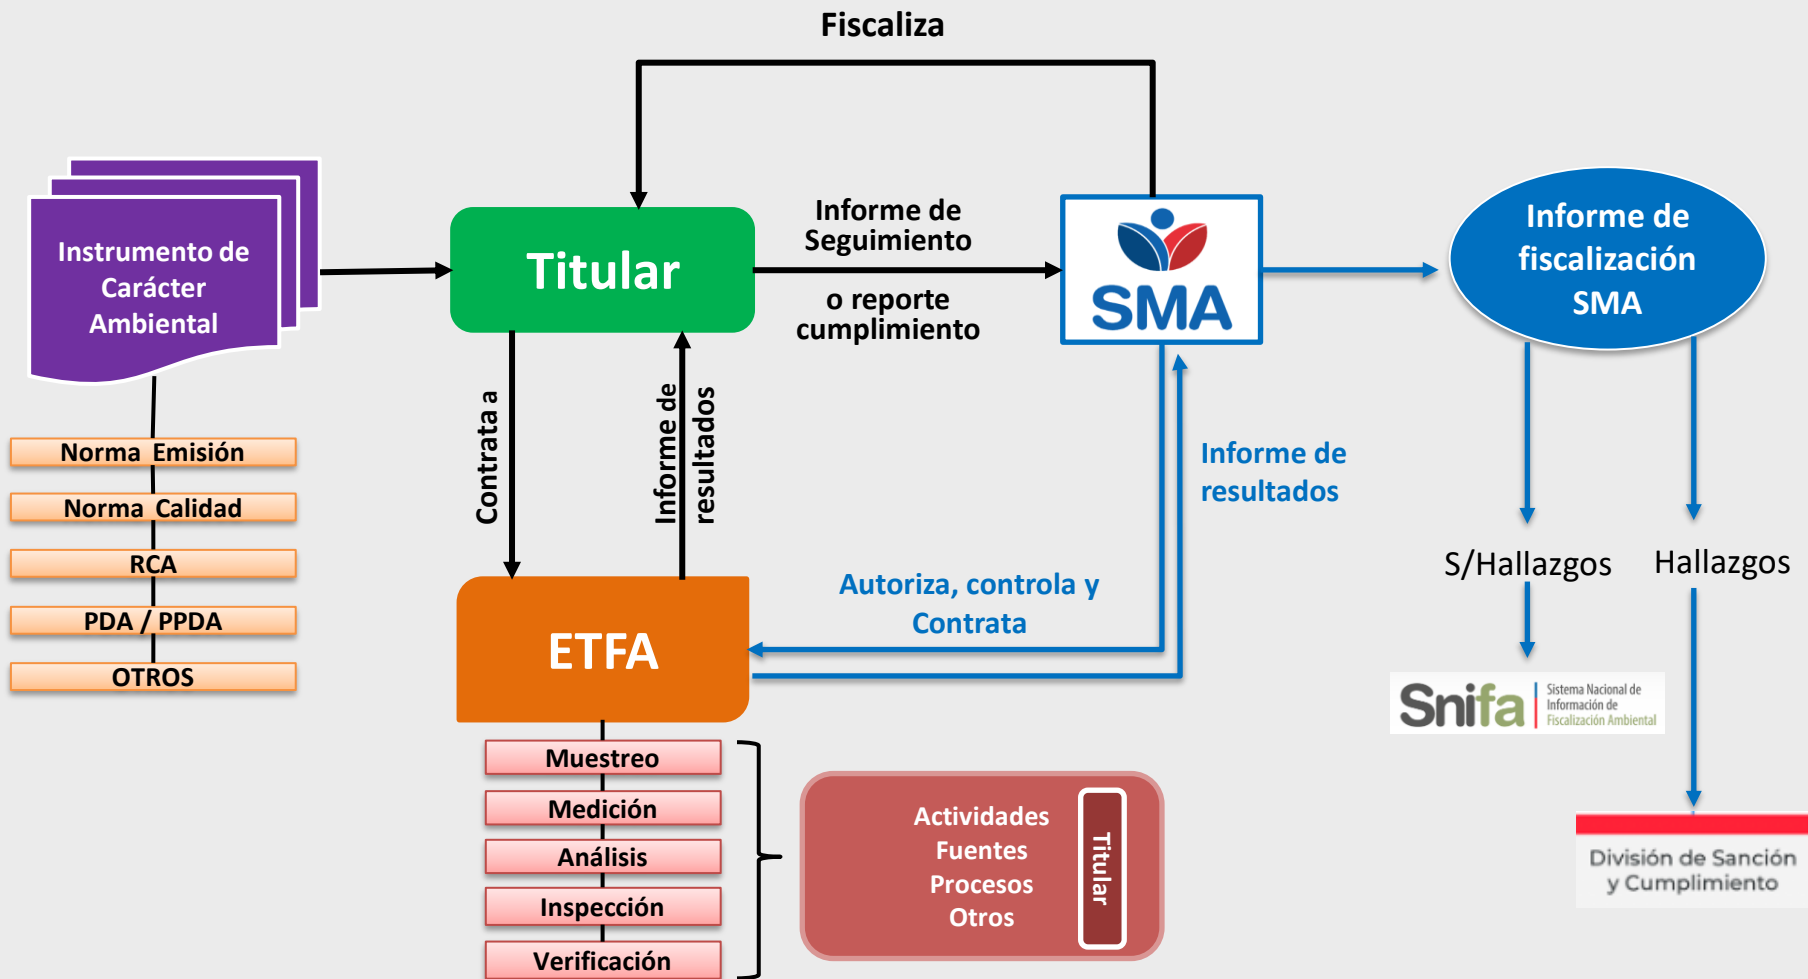 Fiscaliza
Instrumento de
Carácter
Ambiental
Norma Emisión
Norma Calidad
RCA
PDA / PPDA
OTROS
Titular
Informe de
Seguimiento
o reporte
cumplimiento
SMA
Informe de
fiscalización
SMA
Contrata a
Informe de
resultados
Informe de
resultados
Autoriza, controla y
Contrata
ETFA
Muestreo
Medición
Análisis
Inspección
Verificación
Actividades
Fuentes
Procesos
Otros
Titular
S/Hallazgos
Hallazgos
Snifa
Sistema Nacional de
Información de
Fiscalización Ambiental
División de Sanción
y Cumplimiento